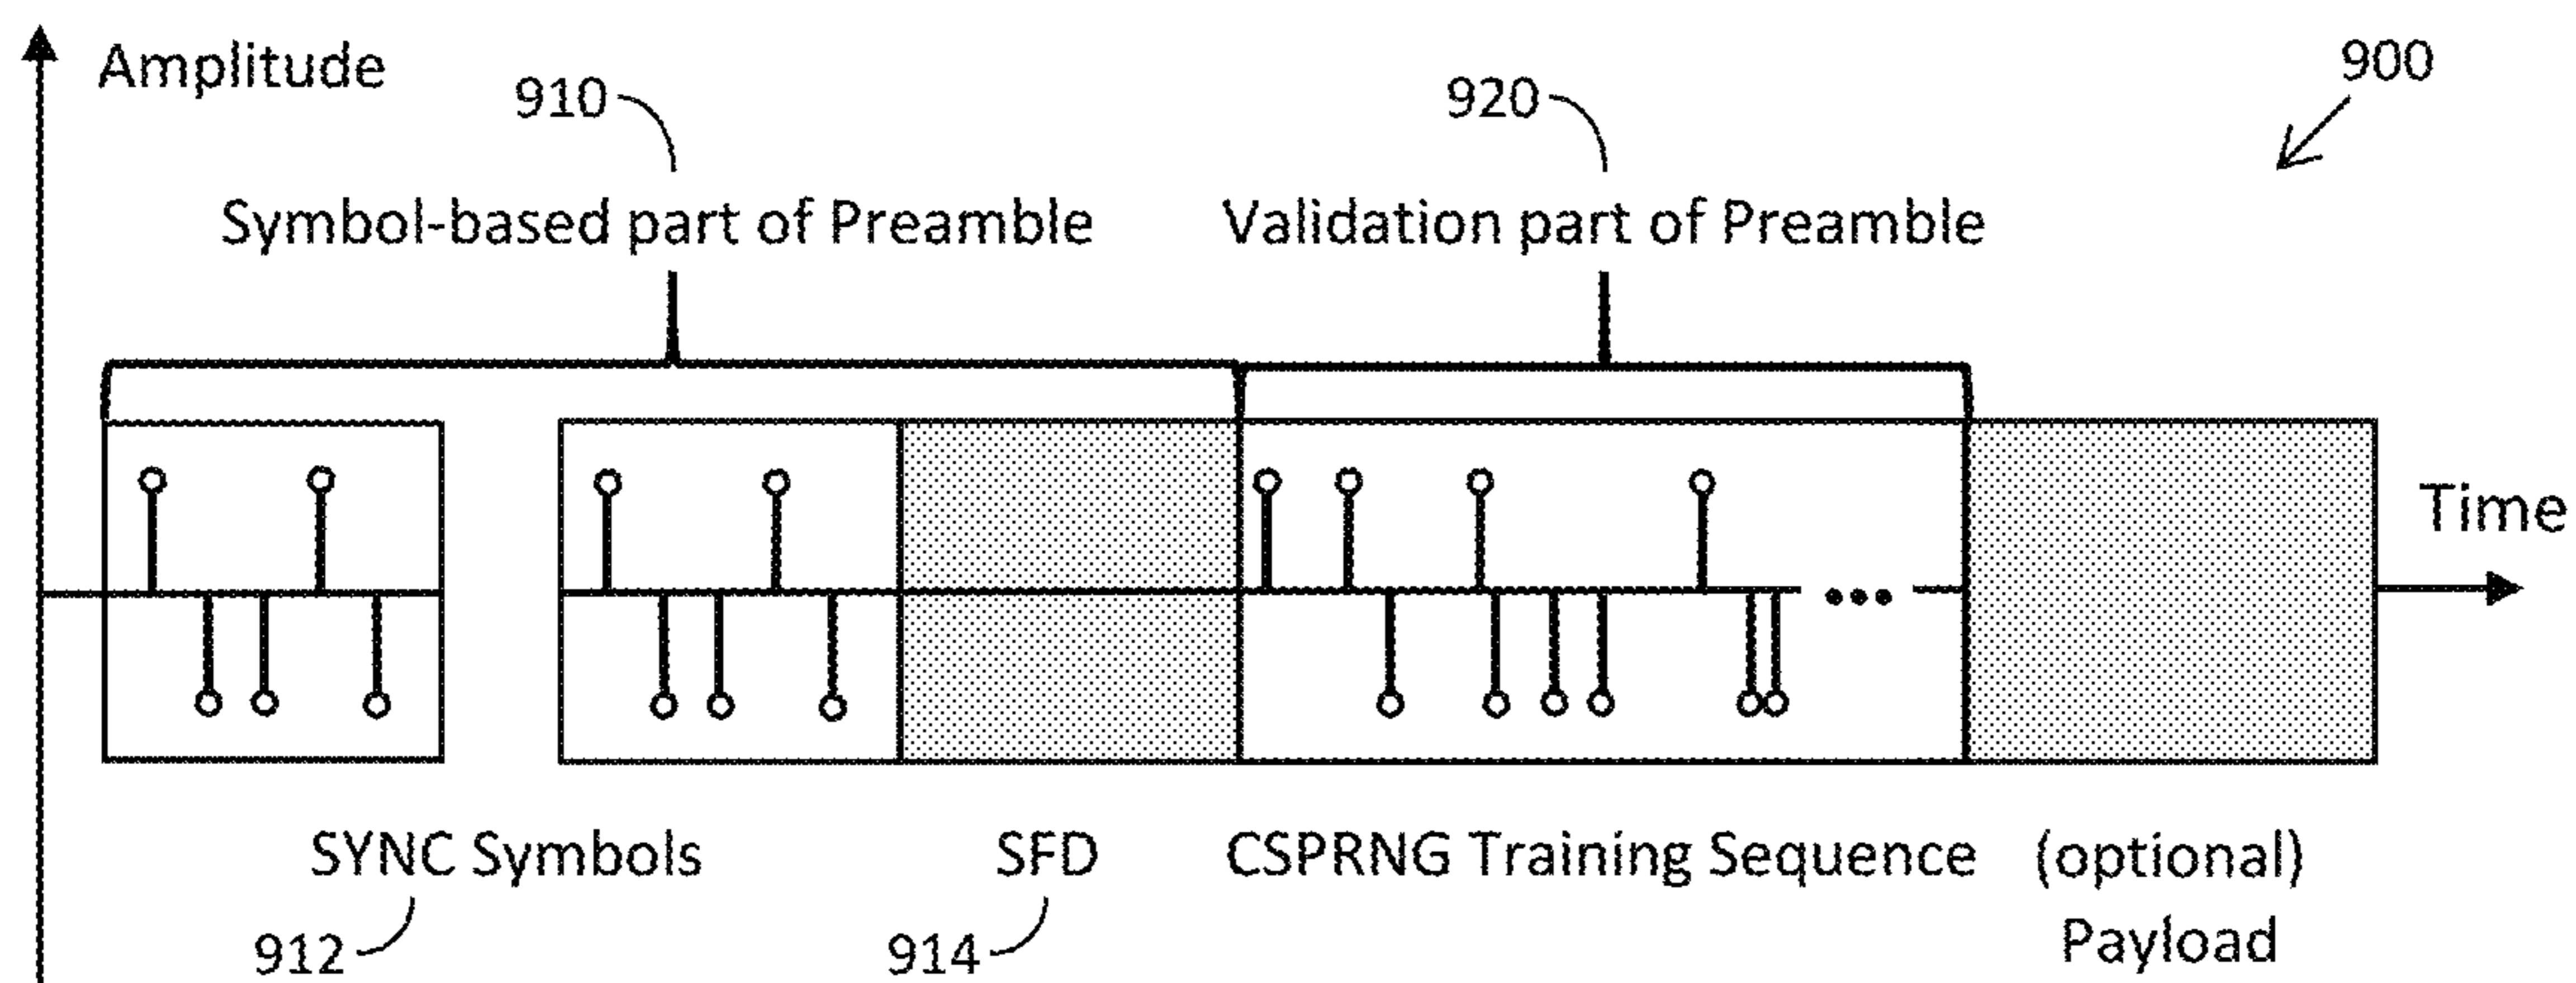 Amplitude
910
920
900
Symbol-based part of Preamble
Validation part of Preamble
Time
SYNC Symbols
SFD
CSPRNG Training Sequence
(optional)
Payload
912
914